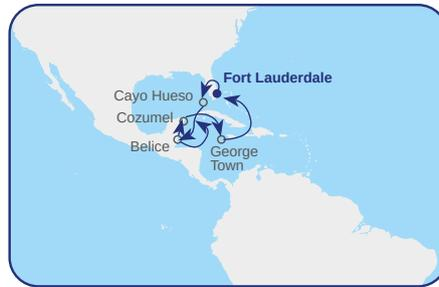 Fort Lauderdale
Cayo Hueso
Cozumel
Belice
George
Town